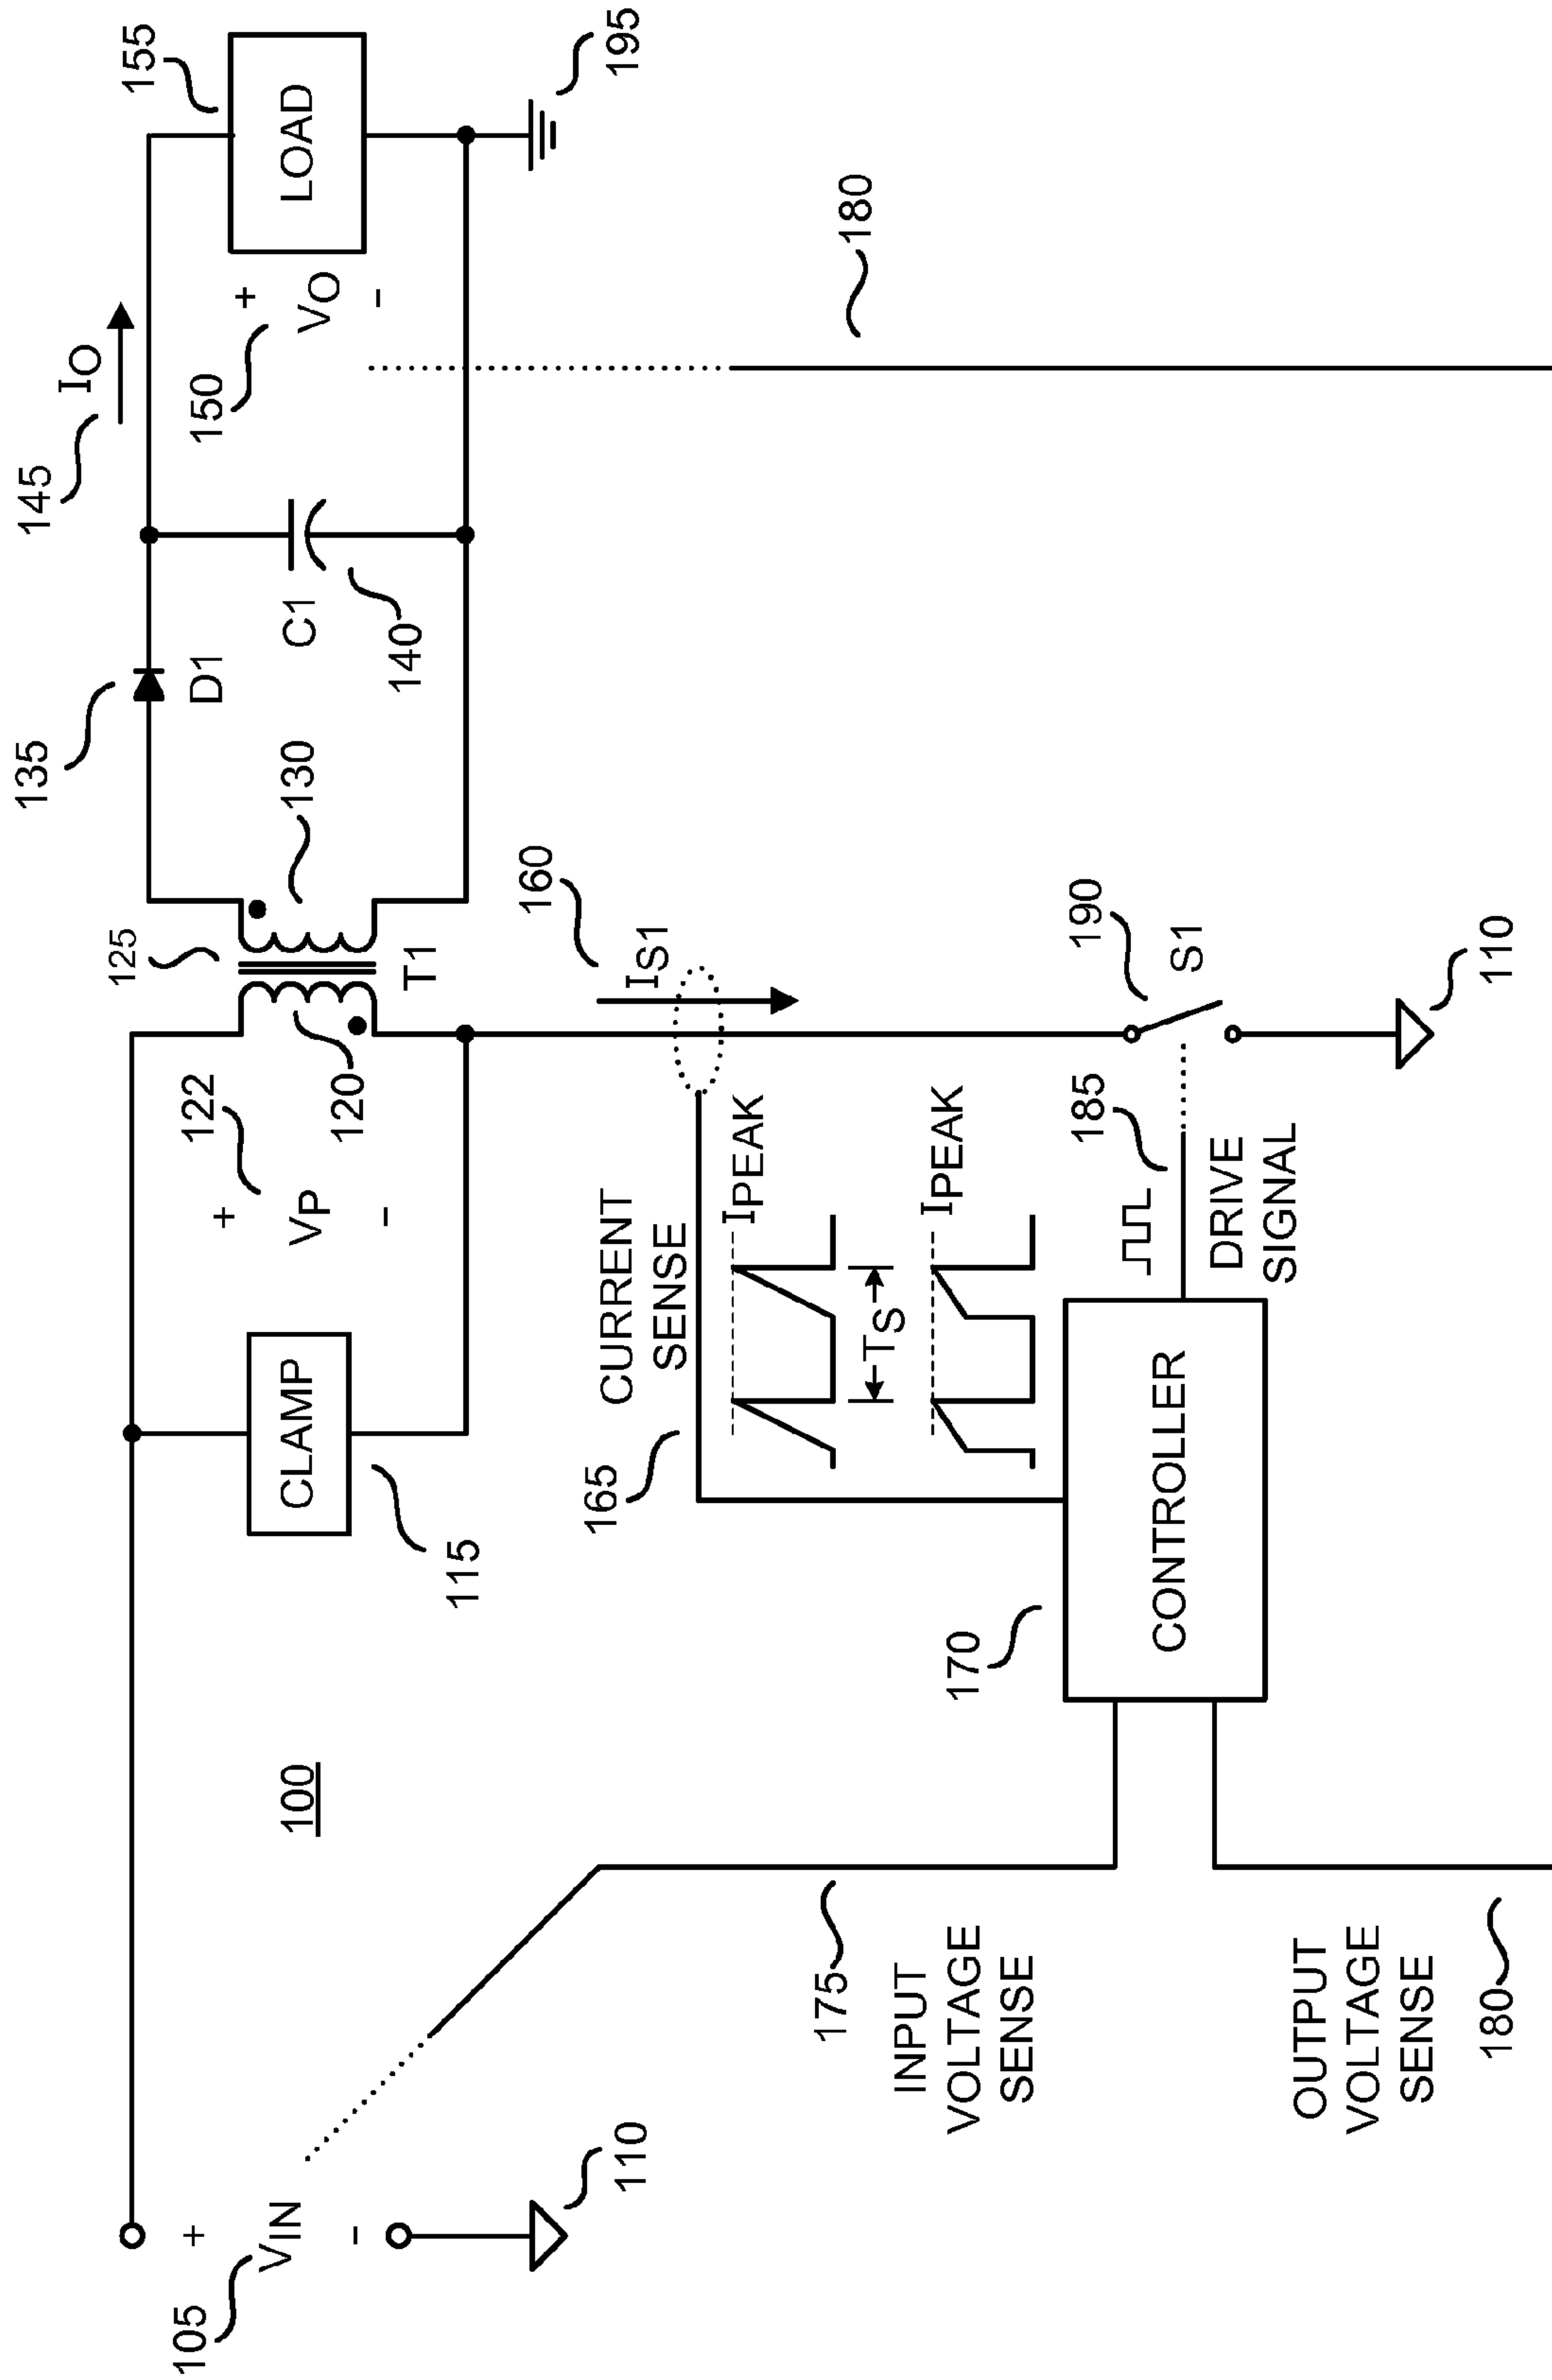 145
IO
155
135
125
130
D1
C1
140
150
+
VO
-
LOAD
195
122
+
VP
-
120
T1
CLAMP
115
100
105
+
VIN
-
110
160
IS1
CURRENT
SENSE
165
IPEAK
TS
IPEAK
180
170
CONTROLLER
185
190
S1
DRIVE
SIGNAL
110
175
INPUT
VOLTAGE
SENSE
OUTPUT
VOLTAGE
SENSE
180